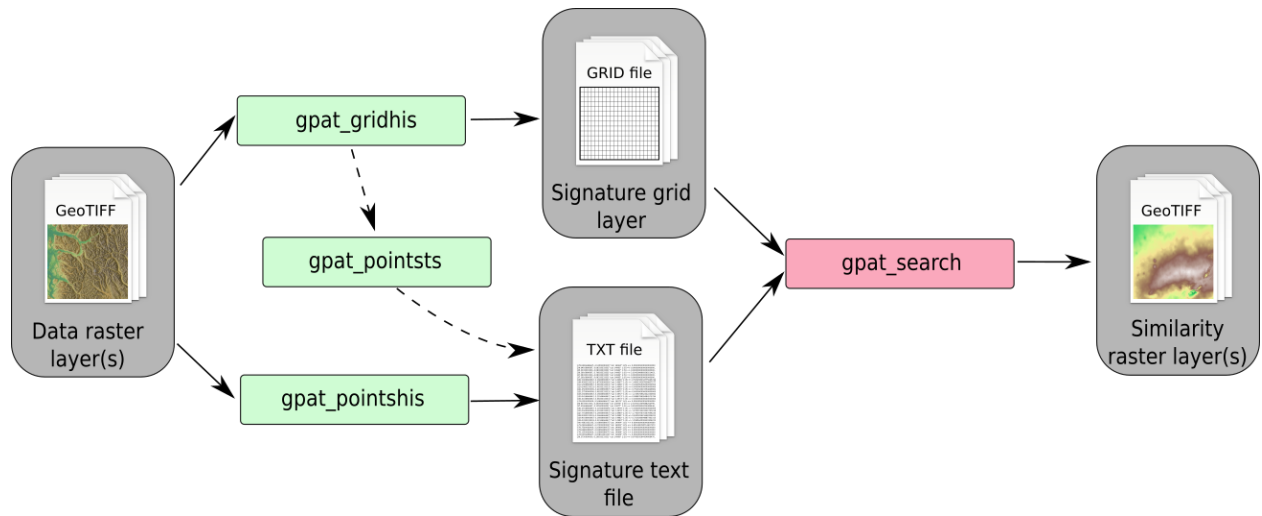 GRID file
gpat_gridhis
Signature grid
layer
GeoTIFF
Data raster
layer(s)
gpat_pointsts
gpat_search
GeoTIFF
Similarity
raster layer(s)
TXT file
gpat_pointshis
Signature text
file